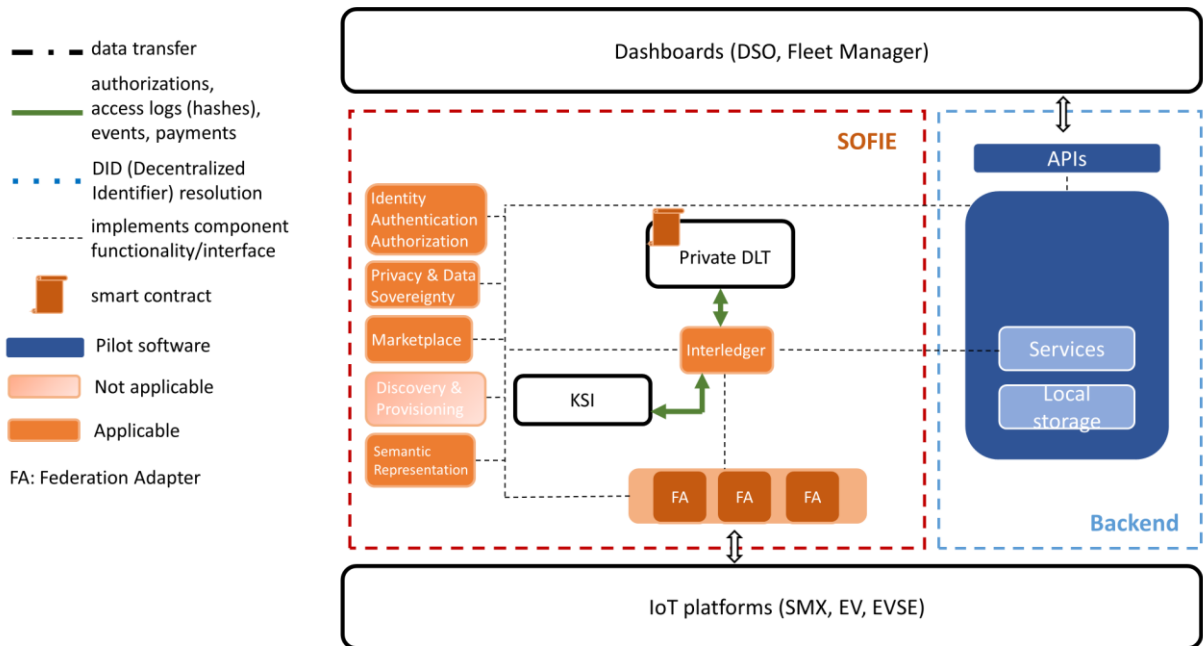 data transfer
authorizations,
access logs (hashes),
events, payments
DID (Decentralized
Identifier) resolution
implements component
functionality/interface
smart contract
Pilot software
Not applicable
Applicable
FA: Federation Adapter
Dashboards (DSO, Fleet Manager)
SOFIE
Identity
Authentication
Authorization
Privacy & Data
Sovereignty
Marketplace
Discovery &
Provisioning
Semantic
Representation
Private DLT
Interledger
KSI
FA
FA
FA
APIs
Services
Local
storage
Backend
IoT platforms (SMX, EV, EVSE)